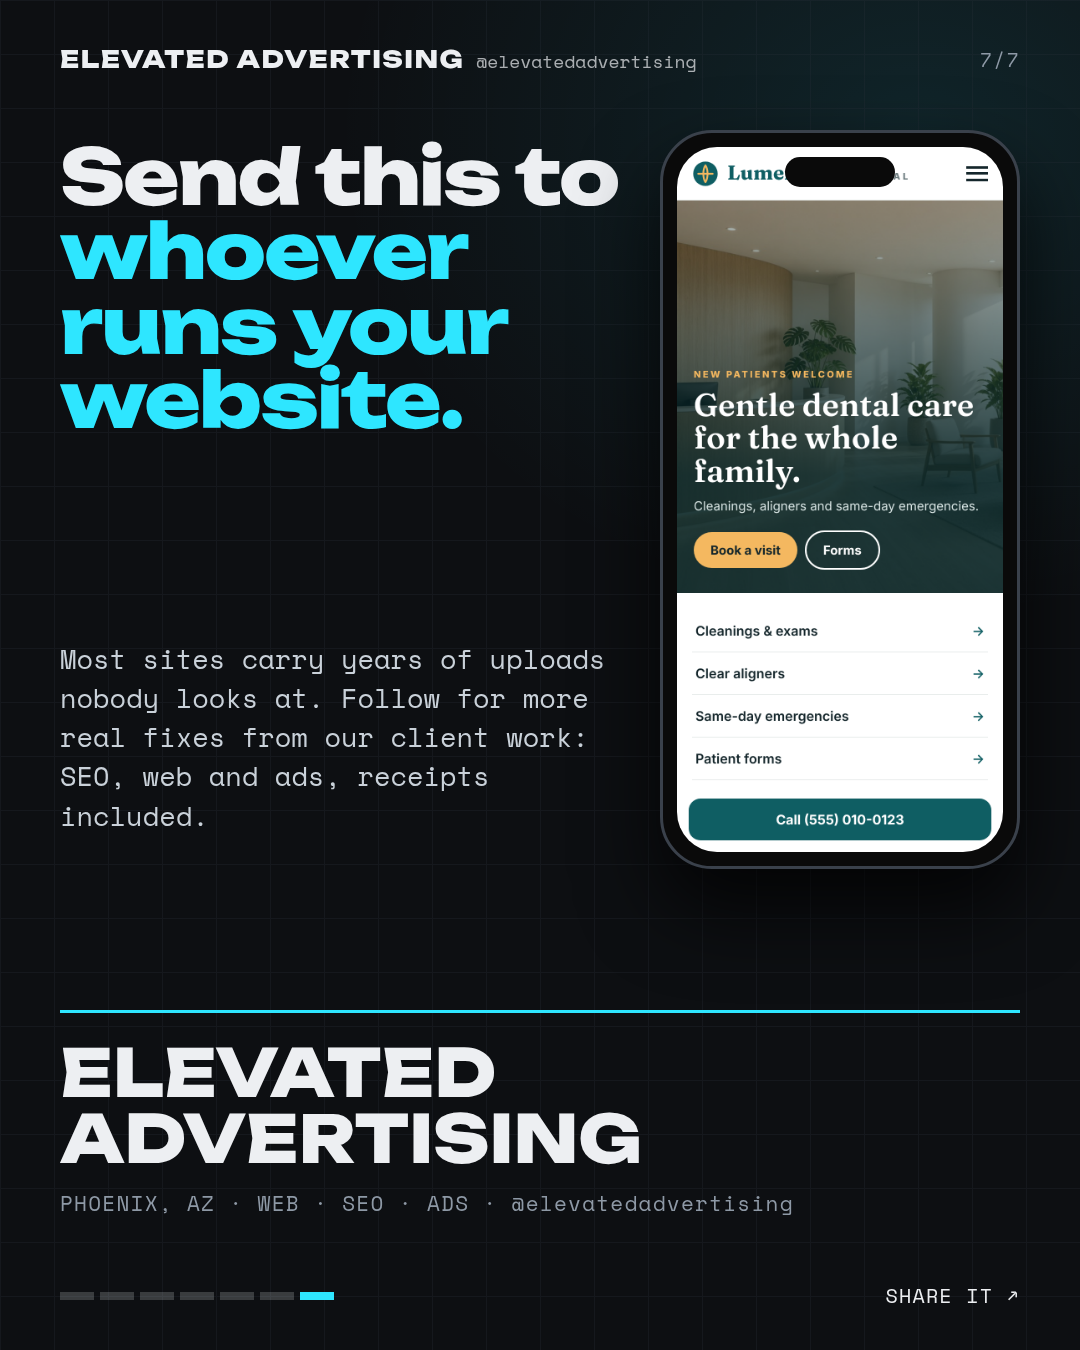 ELEVATED ADVERTISING @elevatedadvertising 7/7
Send this to
whoever
runs your
website.
Most sites carry years of uploads
nobody looks at. Follow for more
real fixes from our client work:
SEO, web and ads, receipts
included.
NEW PATIENTS WELCOME
Gentle dental care
for the whole
family.
Cleanings, aligners and same-day emergencies.
Book a visit Forms
Cleanings & exams →
Clear aligners →
Same-day emergencies →
Patient forms →
Call (555) 010-0123
ELEVATED
ADVERTISING
PHOENIX, AZ · WEB · SEO · ADS · @elevatedadvertising
SHARE IT ↗